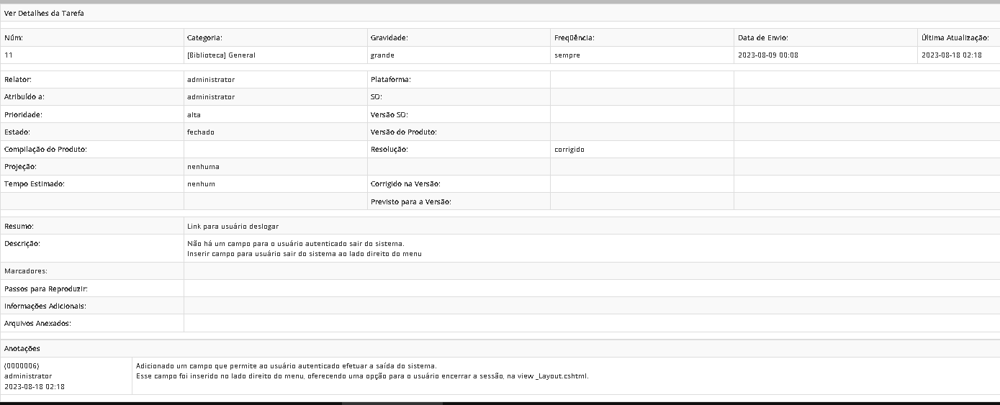 Ver Detalhes da Tarefa
Núm: Categoria: Gravidade: Freqüência: Data de Envio: Última Atualização:
11 [Biblioteca] General grande sempre 2023-08-09 00:08 2023-08-18 02:18
Relator: administrator Plataforma:
Atribuído a: administrator SO:
Prioridade: alta Versão SO:
Estado: fechado Versão do Produto:
Compilação do Produto: Resolução: corrigido
Projeção: nenhuma
Tempo Estimado: nenhum Corrigido na Versão:
Previsto para a Versão:
Resumo: Link para usuário deslogar
Descrição: Não há um campo para o usuário autenticado sair do sistema.
Inserir campo para usuário sair do sistema ao lado direito do menu
Marcadores:
Passos para Reproduzir:
Informações Adicionais:
Arquivos Anexados:
Anotações
(0000006)
administrator
2023-08-18 02:18
Adicionado um campo que permite ao usuário autenticado efetuar a saída do sistema.
Esse campo foi inserido no lado direito do menu, oferecendo uma opção para o usuário encerrar a sessão, na view _Layout.cshtml.